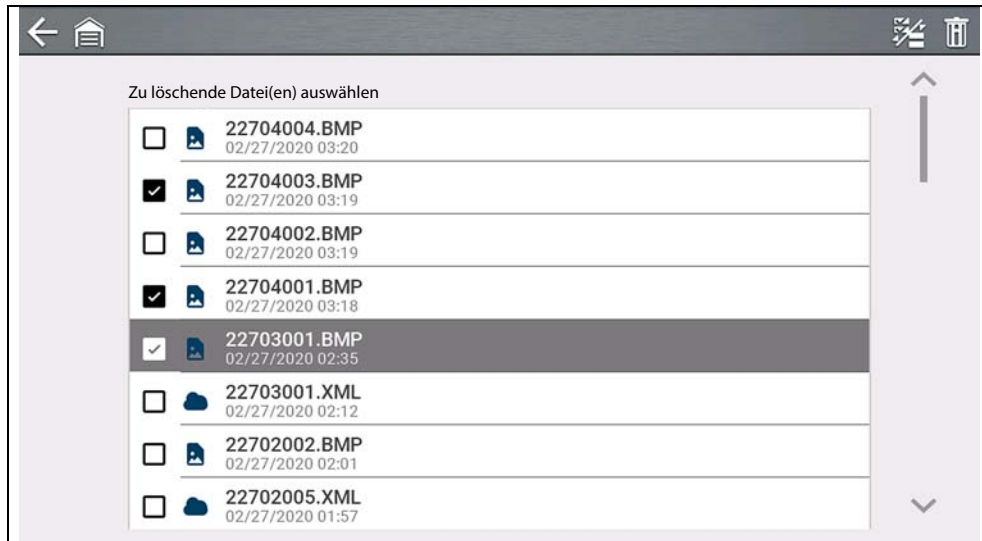 Zu löschende Datei(en) auswählen
22704004.BMP
02/27/2020 03:20
22704003.BMP
02/27/2020 03:19
22704002.BMP
02/27/2020 03:19
22704001.BMP
02/27/2020 03:18
22703001.BMP
02/27/2020 02:35
22703001.XML
02/27/2020 02:12
22702002.BMP
02/27/2020 02:01
22702005.XML
02/27/2020 01:57